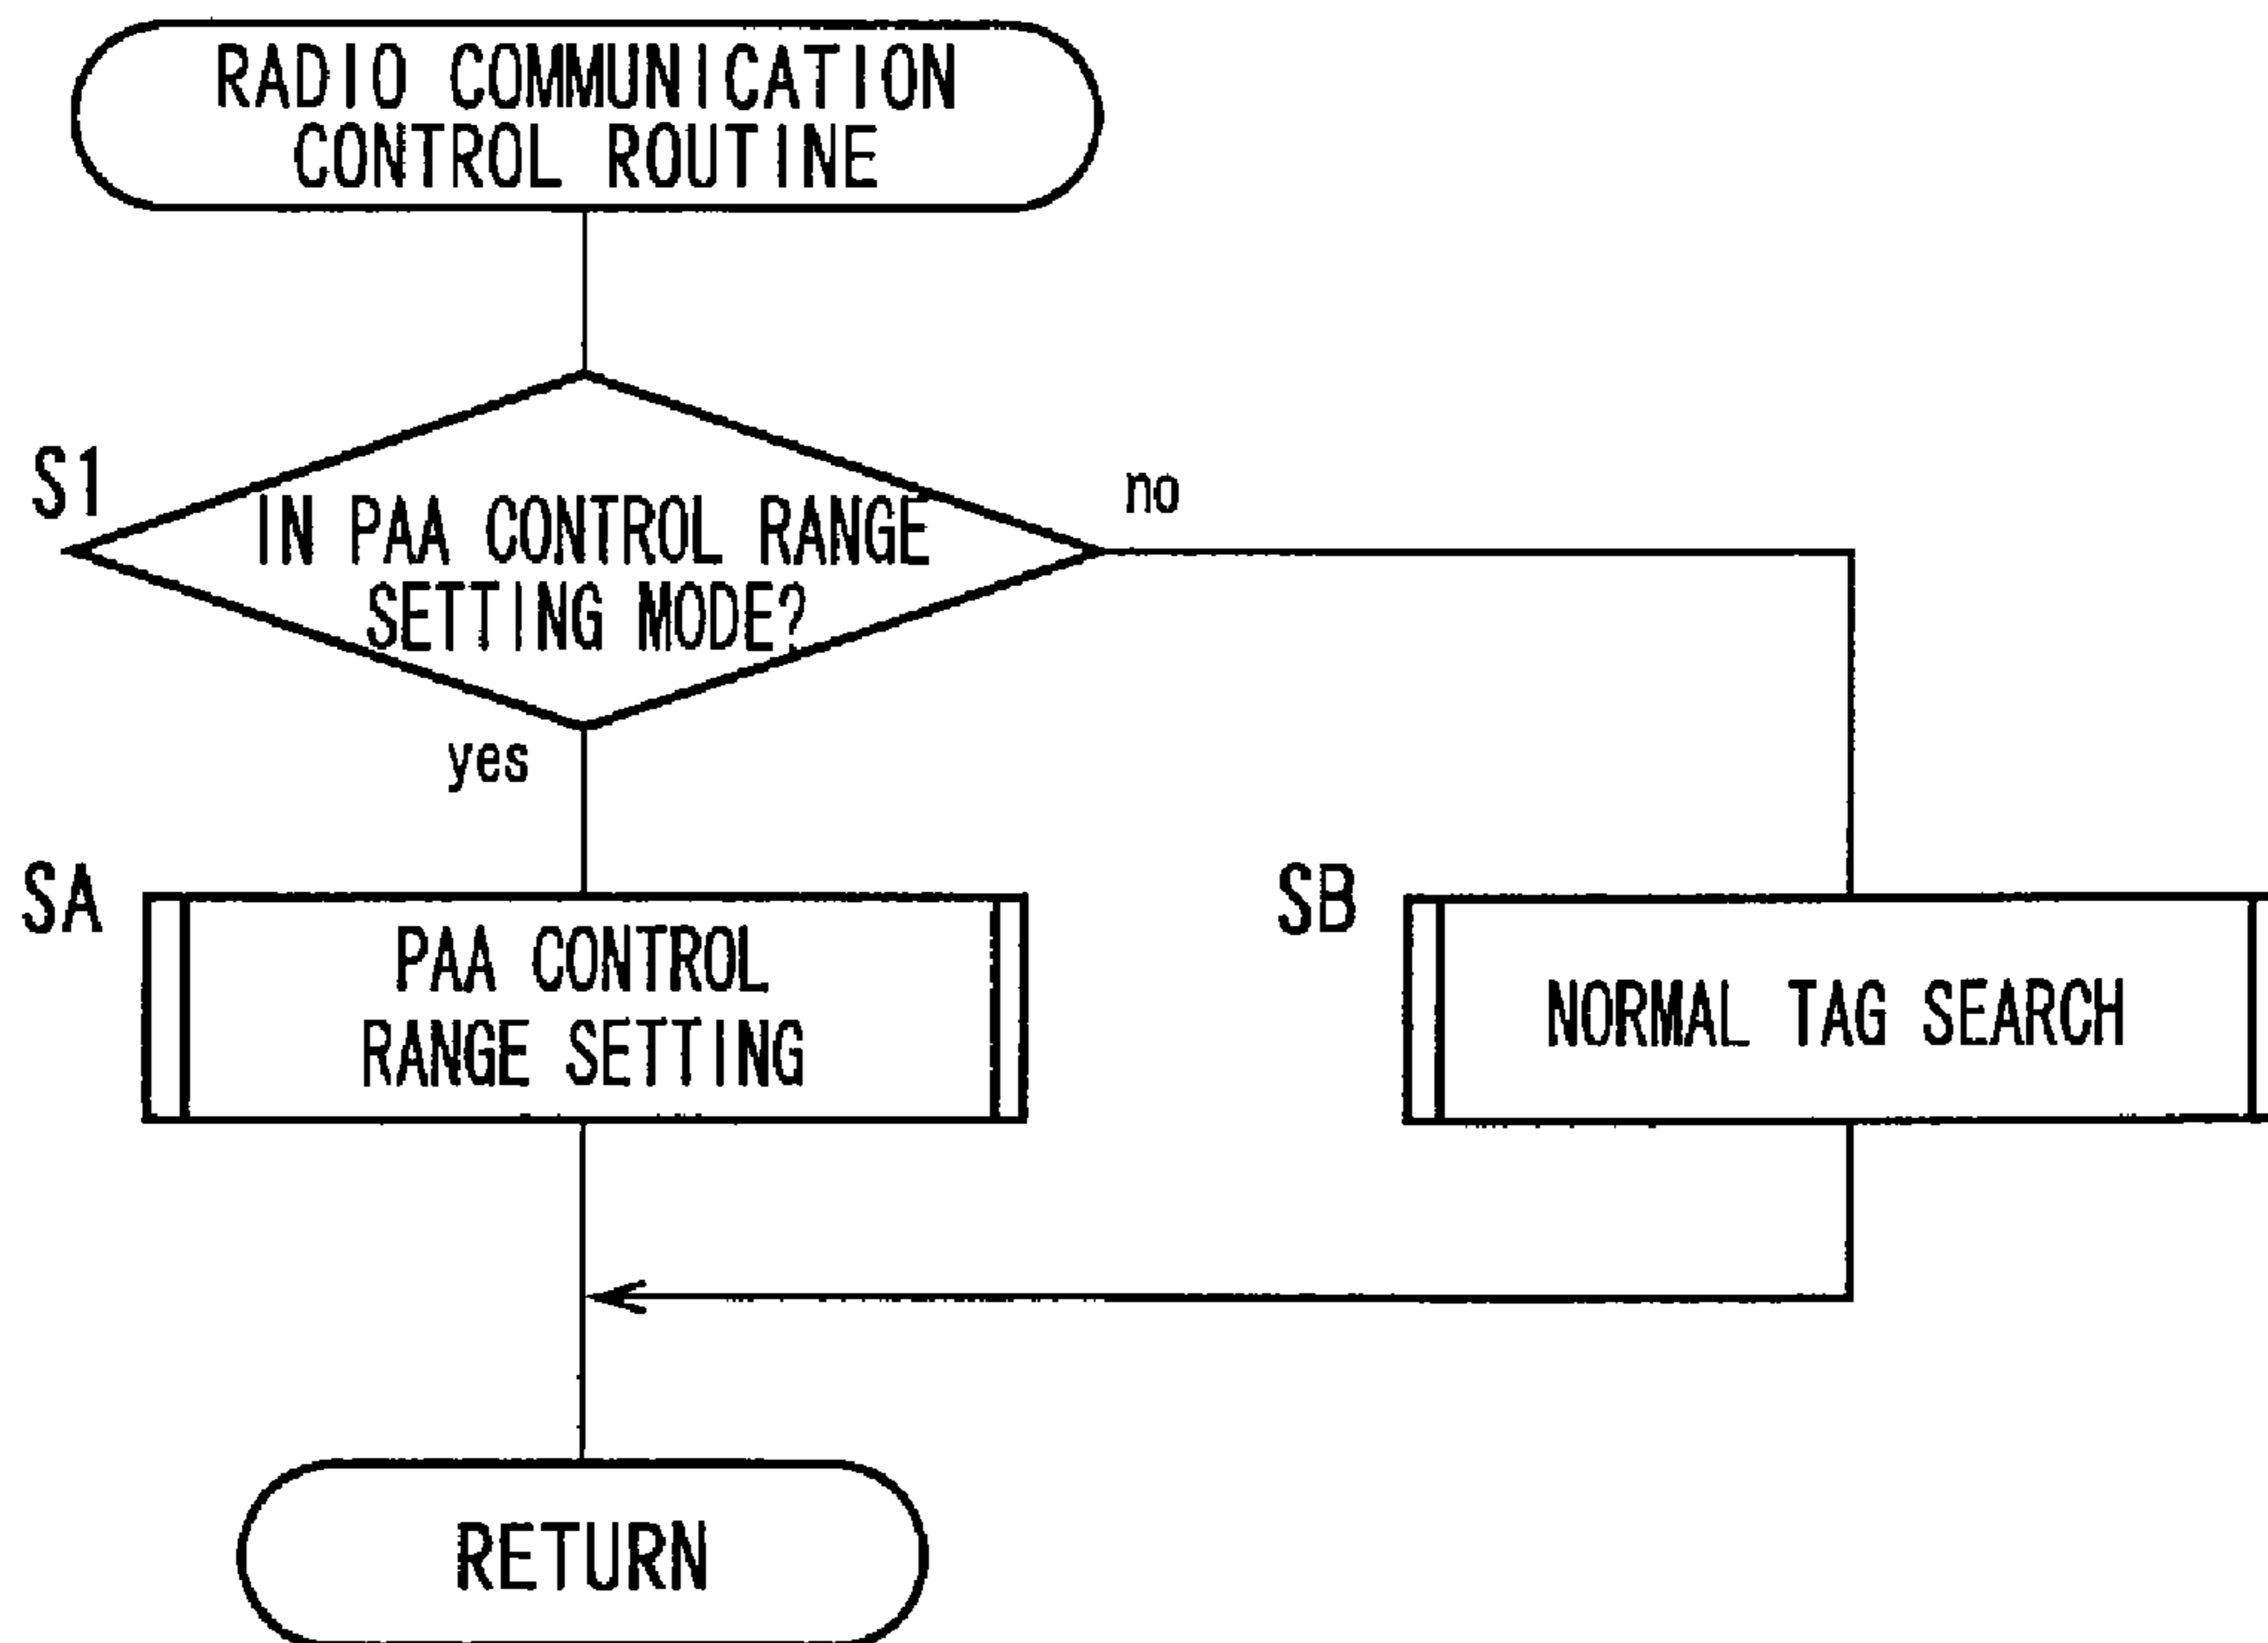 RADIO COMMUNICATION
CONTROL ROUTINE
S1
IN PAA CONTROL RANGE
SETTING MODE?
no
yes
SA
PAA CONTROL
RANGE SETTING
SB
NORMAL TAG SEARCH
RETURN